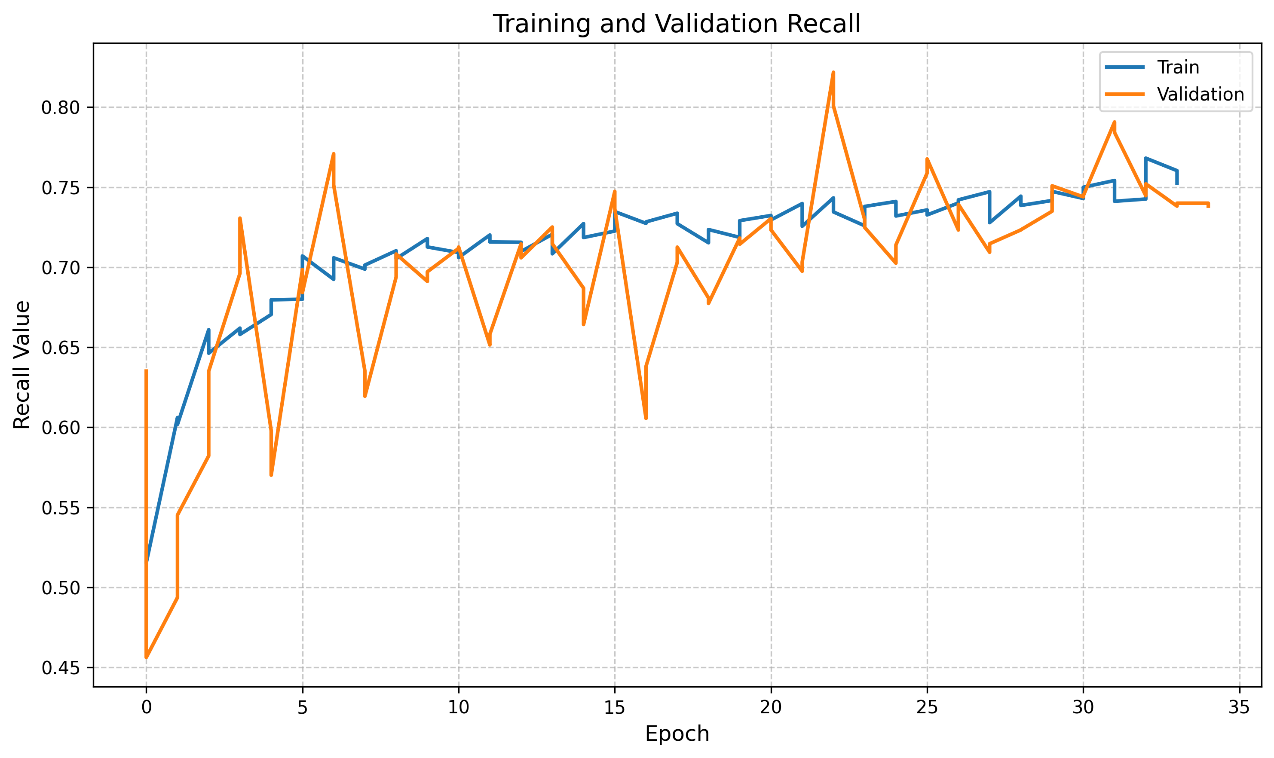 Training and Validation Recall
Train
Validation
Recall Value
0.80
0.75
0.70
0.65
0.60
0.55
0.50
0.45
0 5 10 15 20 25 30 35
Epoch